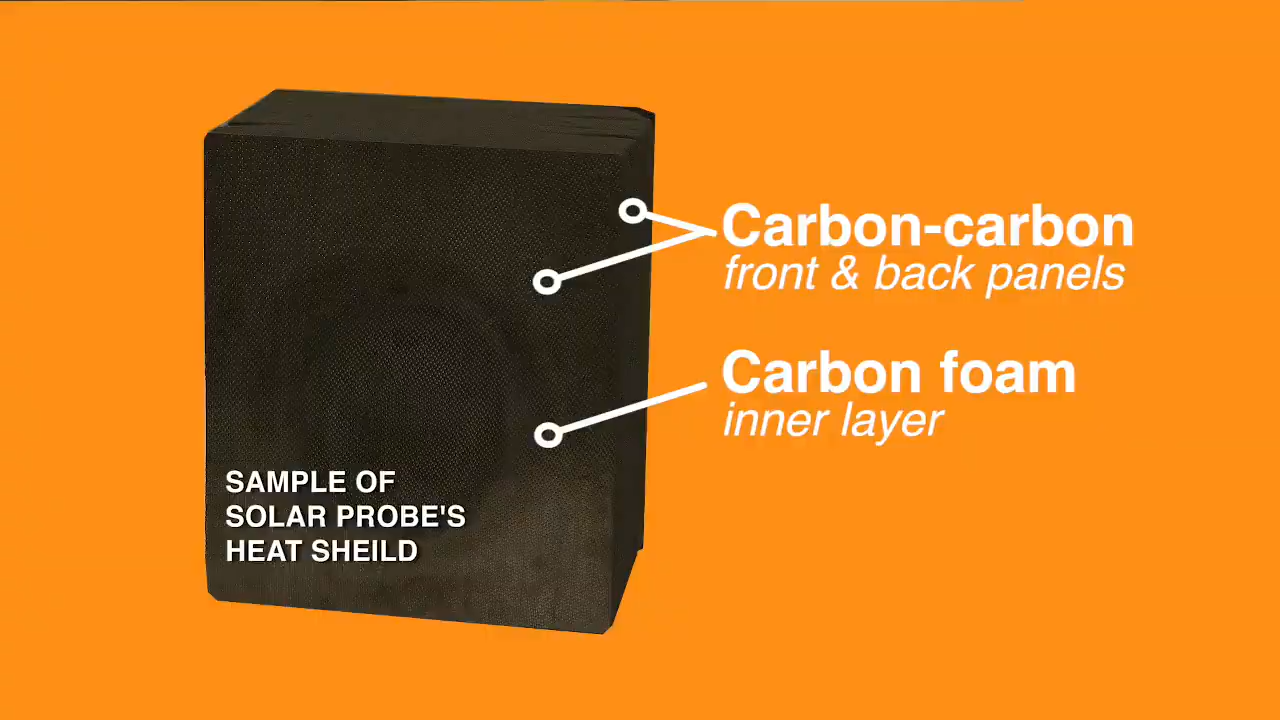 Carbon-carbon
front & back panels
Carbon foam
inner layer
SAMPLE OF
SOLAR PROBE'S
HEAT SHEILD